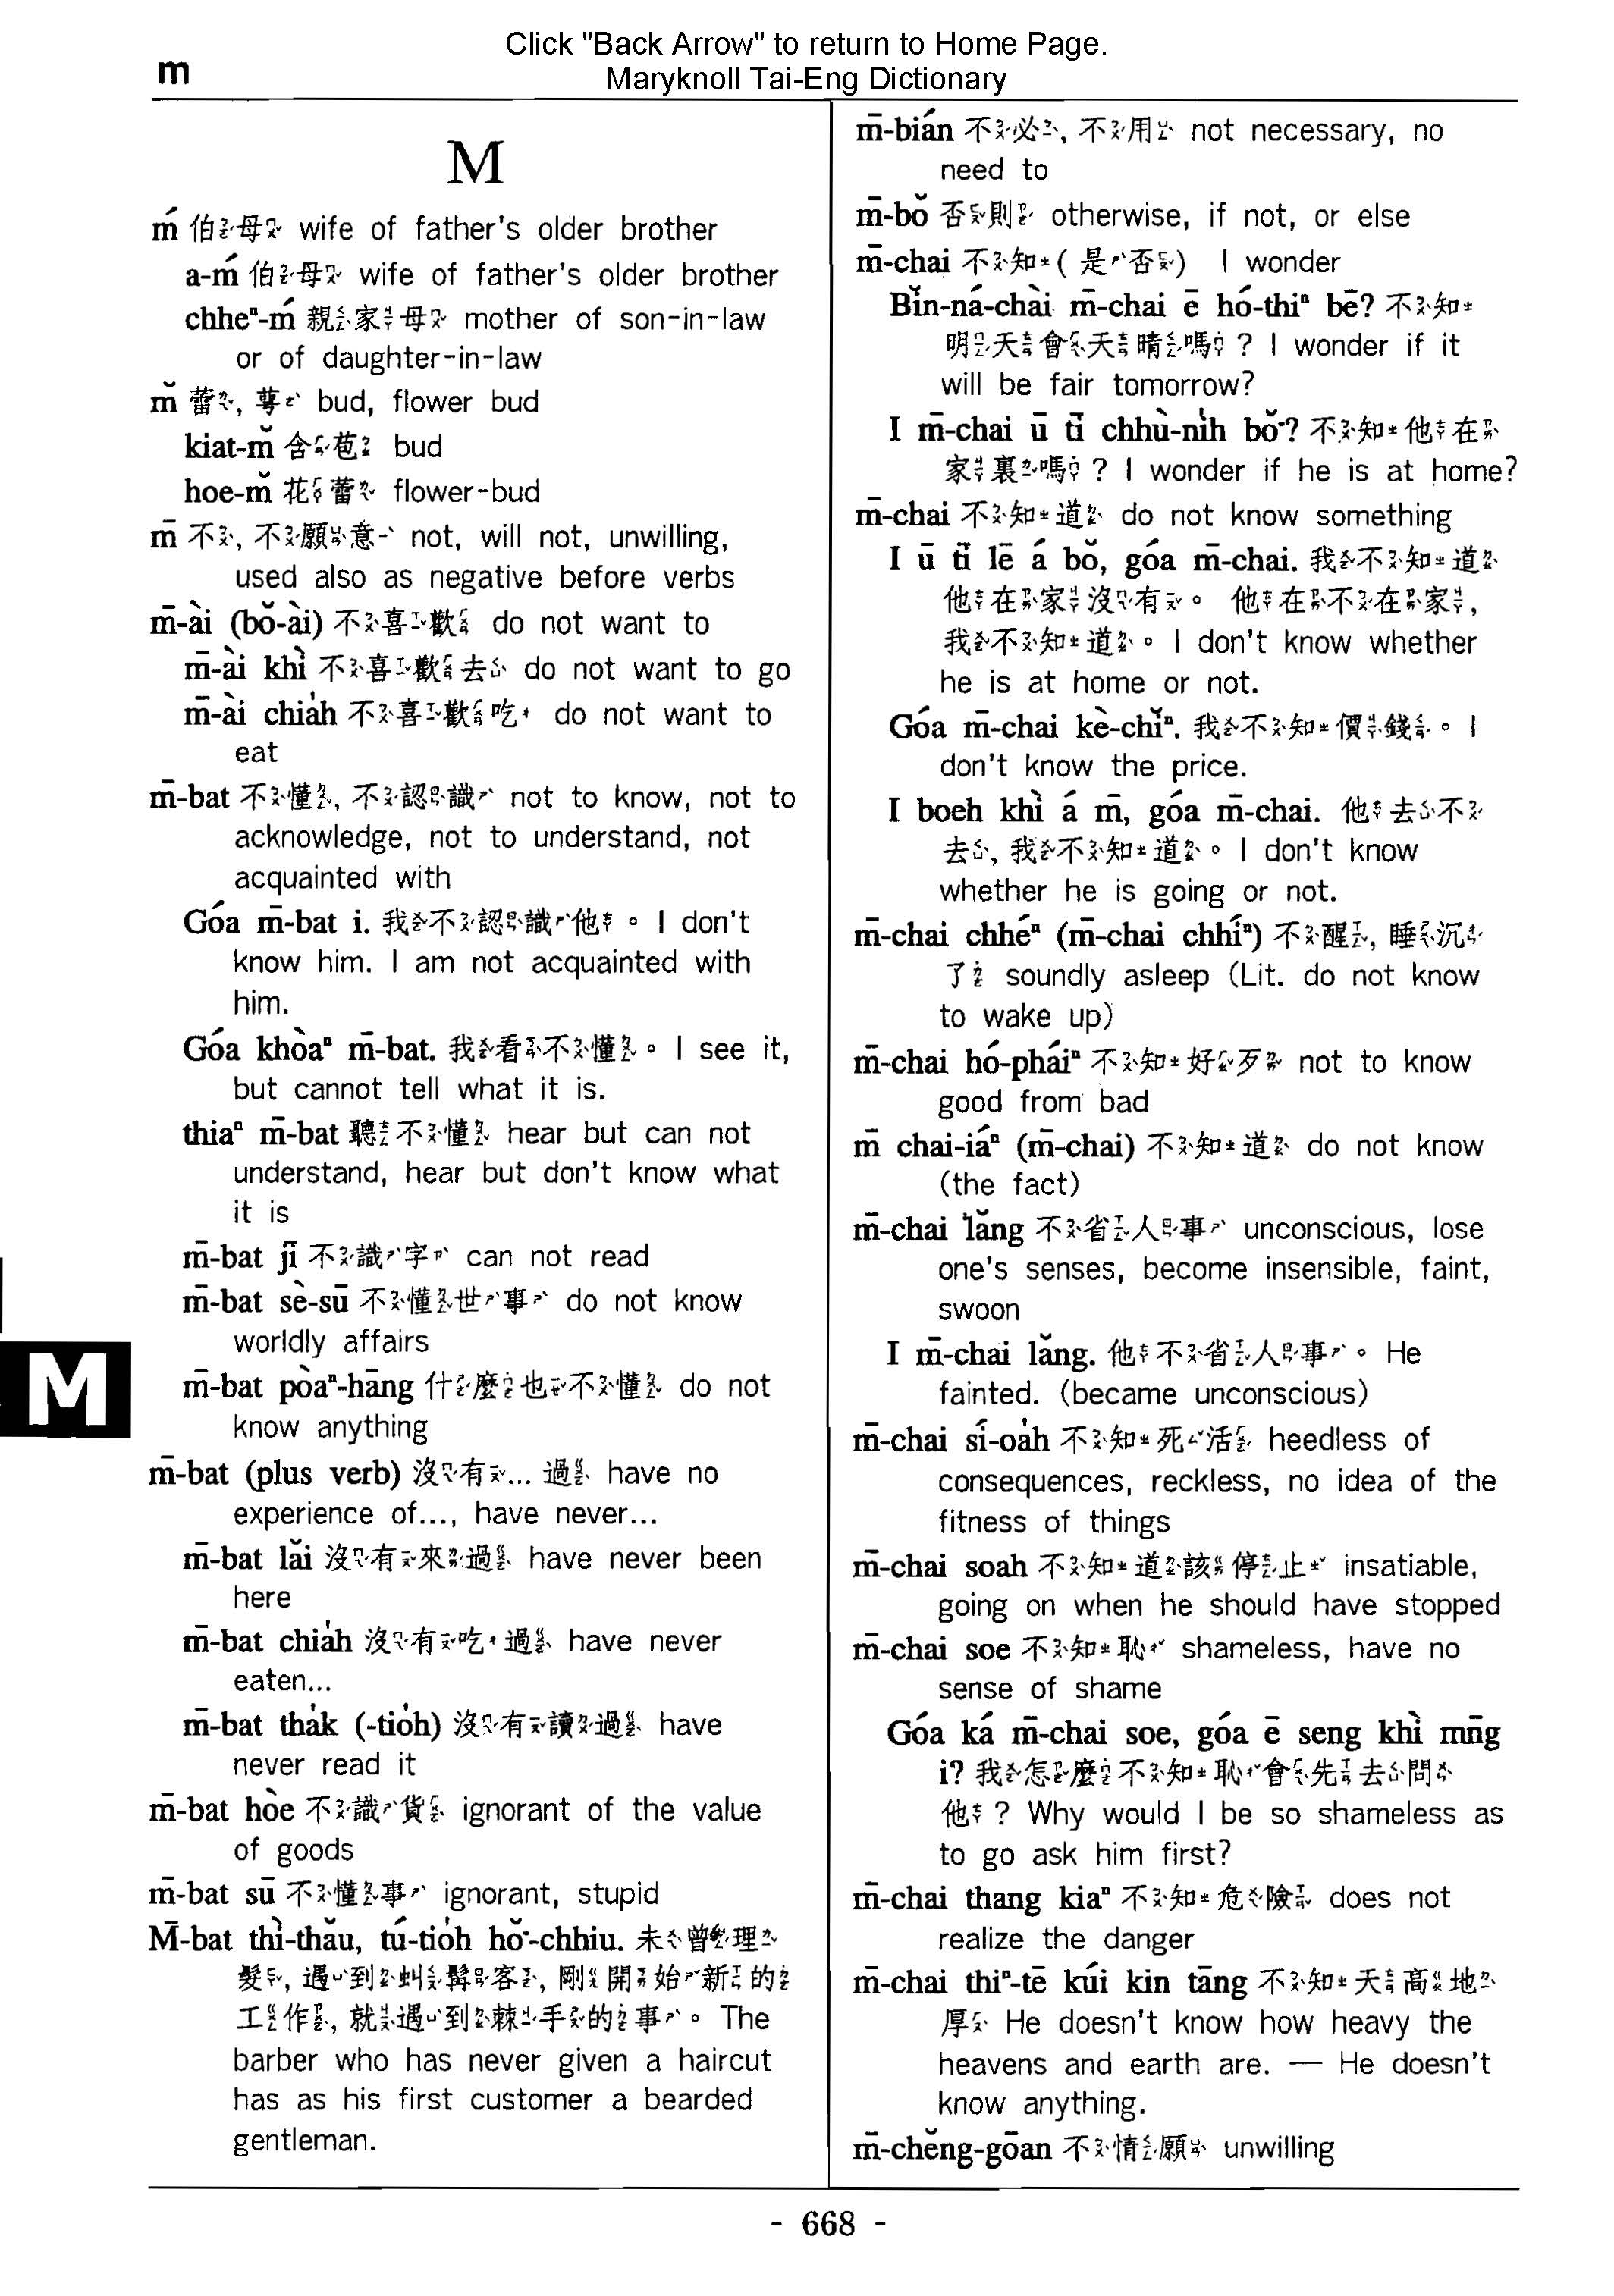 Click "Back Arrow" to return to Home Page.
m
Maryknoll Tai-Eng Dictionary
M
ḿ 伯母 wife of father's older brother
a-ḿ 伯母 wife of father's older brother
chheⁿ-ḿ 親家母 mother of son-in-law
or of daughter-in-law
m̆ 蕾, 萼 bud, flower bud
kiat-m̆ 含苞 bud
hoe-m̆ 花蕾 flower-bud
m̄ 不, 不願意 not, will not, unwilling,
used also as negative before verbs
m̄-ài (bŏ-ài) 不喜歡 do not want to
m̄-ài khì 不喜歡去 do not want to go
m̄-ài chia̍h 不喜歡吃 do not want to
eat
m̄-bat 不懂, 不認識 not to know, not to
acknowledge, not to understand, not
acquainted with
Góa m̄-bat i. 我不認識他。 I don't
know him. I am not acquainted with
him.
Góa khòaⁿ m̄-bat. 我看不懂。 I see it,
but cannot tell what it is.
thiaⁿ m̄-bat 聽不懂 hear but can not
understand, hear but don't know what
it is
m̄-bat jī 不識字 can not read
m̄-bat sè-sū 不懂世事 do not know
worldly affairs
m̄-bat pòaⁿ-hāng 什麼也不懂 do not
know anything
m̄-bat (plus verb) 沒有... 過 have no
experience of..., have never...
m̄-bat lăi 沒有來過 have never been
here
m̄-bat chia̍h 沒有吃過 have never
eaten...
m̄-bat tha̍k (-tio̍h) 沒有讀過 have
never read it
m̄-bat hòe 不識貨 ignorant of the value
of goods
m̄-bat sū 不懂事 ignorant, stupid
M̄-bat thì-thău, tú-tio̍h hŏ͘-chhiu. 未曾理
髮, 遇到虬髯客, 剛開始新的
工作, 就遇到棘手的事。 The
barber who has never given a haircut
has as his first customer a bearded
gentleman.
m̄-bián 不必, 不用 not necessary, no
need to
m̄-bŏ 否則 otherwise, if not, or else
m̄-chai 不知(是否) I wonder
Bĭn-ná-chài m̄-chai ē hó-thiⁿ bē? 不知
明天會天晴嗎? I wonder if it
will be fair tomorrow?
I m̄-chai ū tī chhù-ni̍h bŏ͘? 不知他在
家裏嗎? I wonder if he is at home?
m̄-chai 不知道 do not know something
I ū tī lē á bŏ, góa m̄-chai. 我不知道
他在家沒有。 他在不在家,
我不知道。 I don't know whether
he is at home or not.
Góa m̄-chai kè-chĭⁿ. 我不知價錢。 I
don't know the price.
I boeh khì á m̄, góa m̄-chai. 他去不
去, 我不知道。 I don't know
whether he is going or not.
m̄-chai chhéⁿ (m̄-chai chhíⁿ) 不醒, 睡沉
了 soundly asleep (Lit. do not know
to wake up)
m̄-chai hó-pháiⁿ 不知好歹 not to know
good from bad
m̄ chai-iáⁿ (m̄-chai) 不知道 do not know
(the fact)
m̄-chai lăng 不省人事 unconscious, lose
one's senses, become insensible, faint,
swoon
I m̄-chai lăng. 他不省人事。 He
fainted. (became unconscious)
m̄-chai sí-oa̍h 不知死活 heedless of
consequences, reckless, no idea of the
fitness of things
m̄-chai soah 不知道該停止 insatiable,
going on when he should have stopped
m̄-chai soe 不知恥 shameless, have no
sense of shame
Góa ká m̄-chai soe, góa ē seng khì mn̄g
i? 我怎麼不知恥會先去問
他? Why would I be so shameless as
to go ask him first?
m̄-chai thang kiaⁿ 不知危險 does not
realize the danger
m̄-chai thiⁿ-tē kúi kin tāng 不知天高地
厚 He doesn't know how heavy the
heavens and earth are. — He doesn't
know anything.
m̄-chĕng-gōan 不情願 unwilling
M
- 668 -